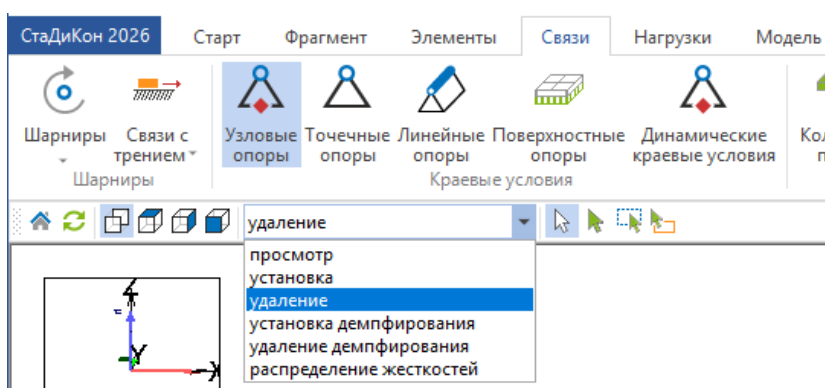 СтаДиКон 2026 Старт Фрагмент Элементы Связи Нагрузки Модель
Шарниры Связи с трением Узловые опоры Точечные опоры Линейные опоры Поверхностные опоры Динамические краевые условия
Шарниры Краевые условия
удаление
просмотр
установка
удаление
установка демпфирования
удаление демпфирования
распределение жесткостей
Z
Y
X